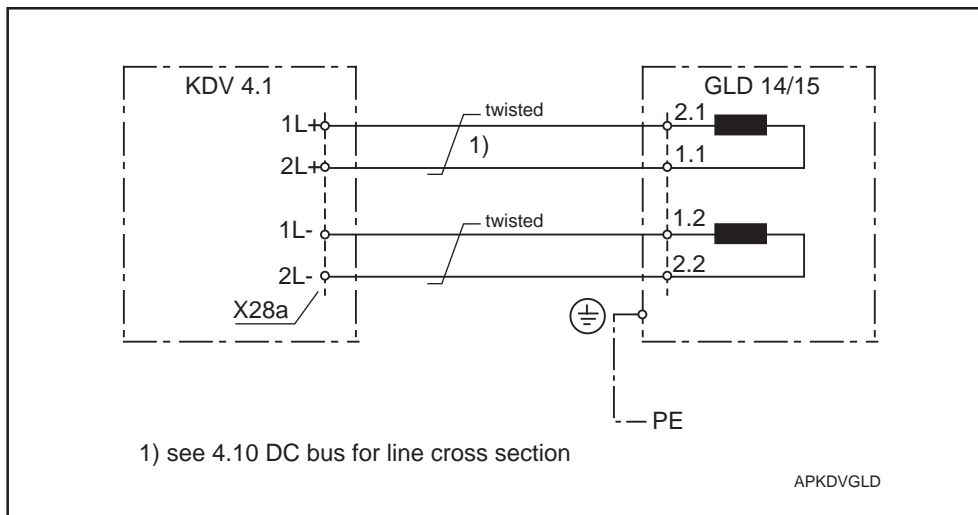 KDV 4.1
GLD 14/15
1L+
twisted
2.1
1)
2L+
1.1
1L-
twisted
1.2
2L-
2.2
X28a
PE
1) see 4.10 DC bus for line cross section
APKDVGLD